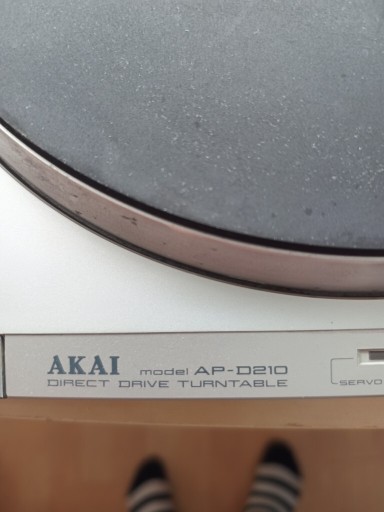 AKAI model AP-D210
DIRECT DRIVE TURNTABLE
SERVO